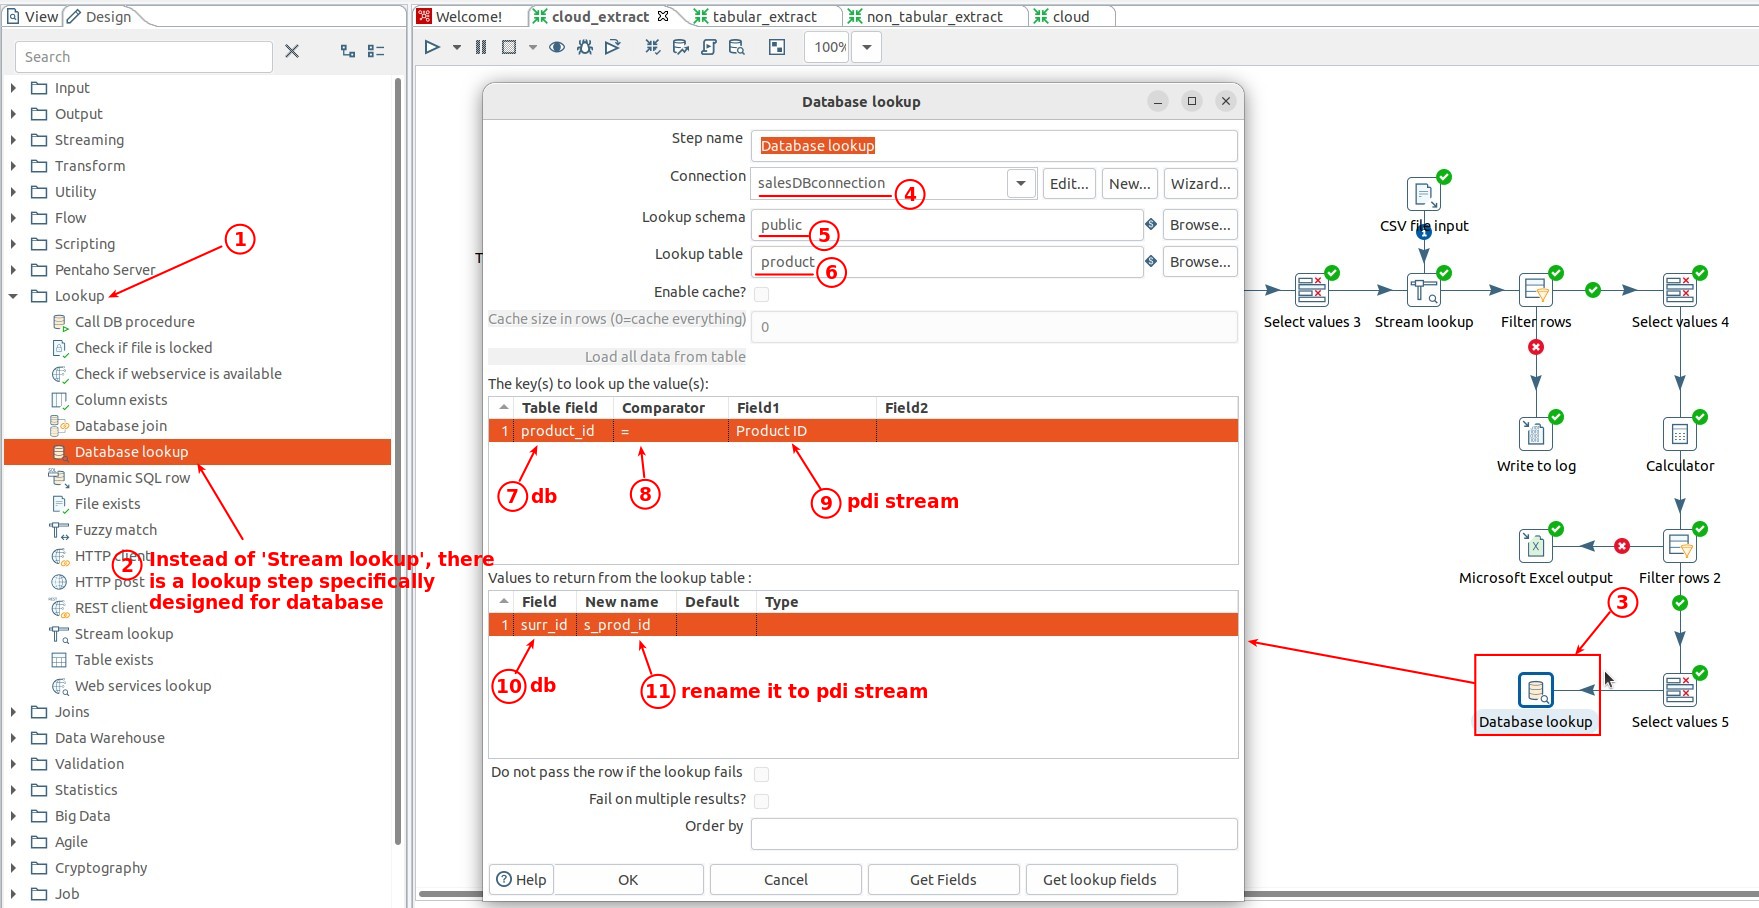 View
Design
Welcome!
cloud_extract
tabular_extract
non_tabular_extract
cloud
Search
100%
Input
Output
Streaming
Transform
Utility
Flow
Scripting
Pentaho Server
Lookup
Call DB procedure
Check if file is locked
Check if webservice is available
Column exists
Database join
Database lookup
Dynamic SQL row
File exists
Fuzzy match
HTTP client
HTTP post
REST client
Stream lookup
Table exists
Web services lookup
Joins
Data Warehouse
Validation
Statistics
Big Data
Agile
Cryptography
Job
1
2
Instead of 'Stream lookup', there
is a lookup step specifically
designed for database
T
Database lookup
Step name
Database lookup
Connection
salesDBconnection
4
Edit...
New...
Wizard...
Lookup schema
public
5
Browse...
Lookup table
product
6
Browse...
Enable cache?
Cache size in rows (0=cache everything)
0
Load all data from table
The key(s) to look up the value(s):
Table field
Comparator
Field1
Field2
1
product_id
=
Product ID
7 db
8
9 pdi stream
Values to return from the lookup table :
Field
New name
Default
Type
1
surr_id
s_prod_id
10 db
11 rename it to pdi stream
Do not pass the row if the lookup fails
Fail on multiple results?
Order by
Help
OK
Cancel
Get Fields
Get lookup fields
CSV file input
Select values 3
Stream lookup
Filter rows
Select values 4
Write to log
Calculator
Microsoft Excel output
Filter rows 2
3
Database lookup
Select values 5